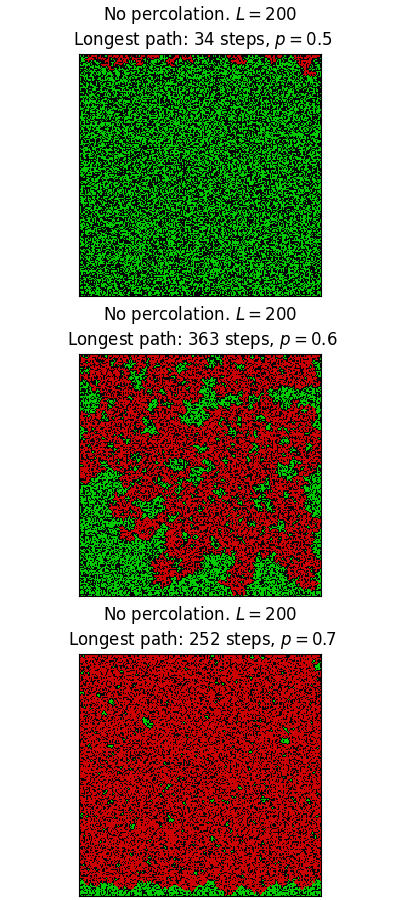 No percolation. L = 200
Longest path: 34 steps, p = 0.5
No percolation. L = 200
Longest path: 363 steps, p = 0.6
No percolation. L = 200
Longest path: 252 steps, p = 0.7